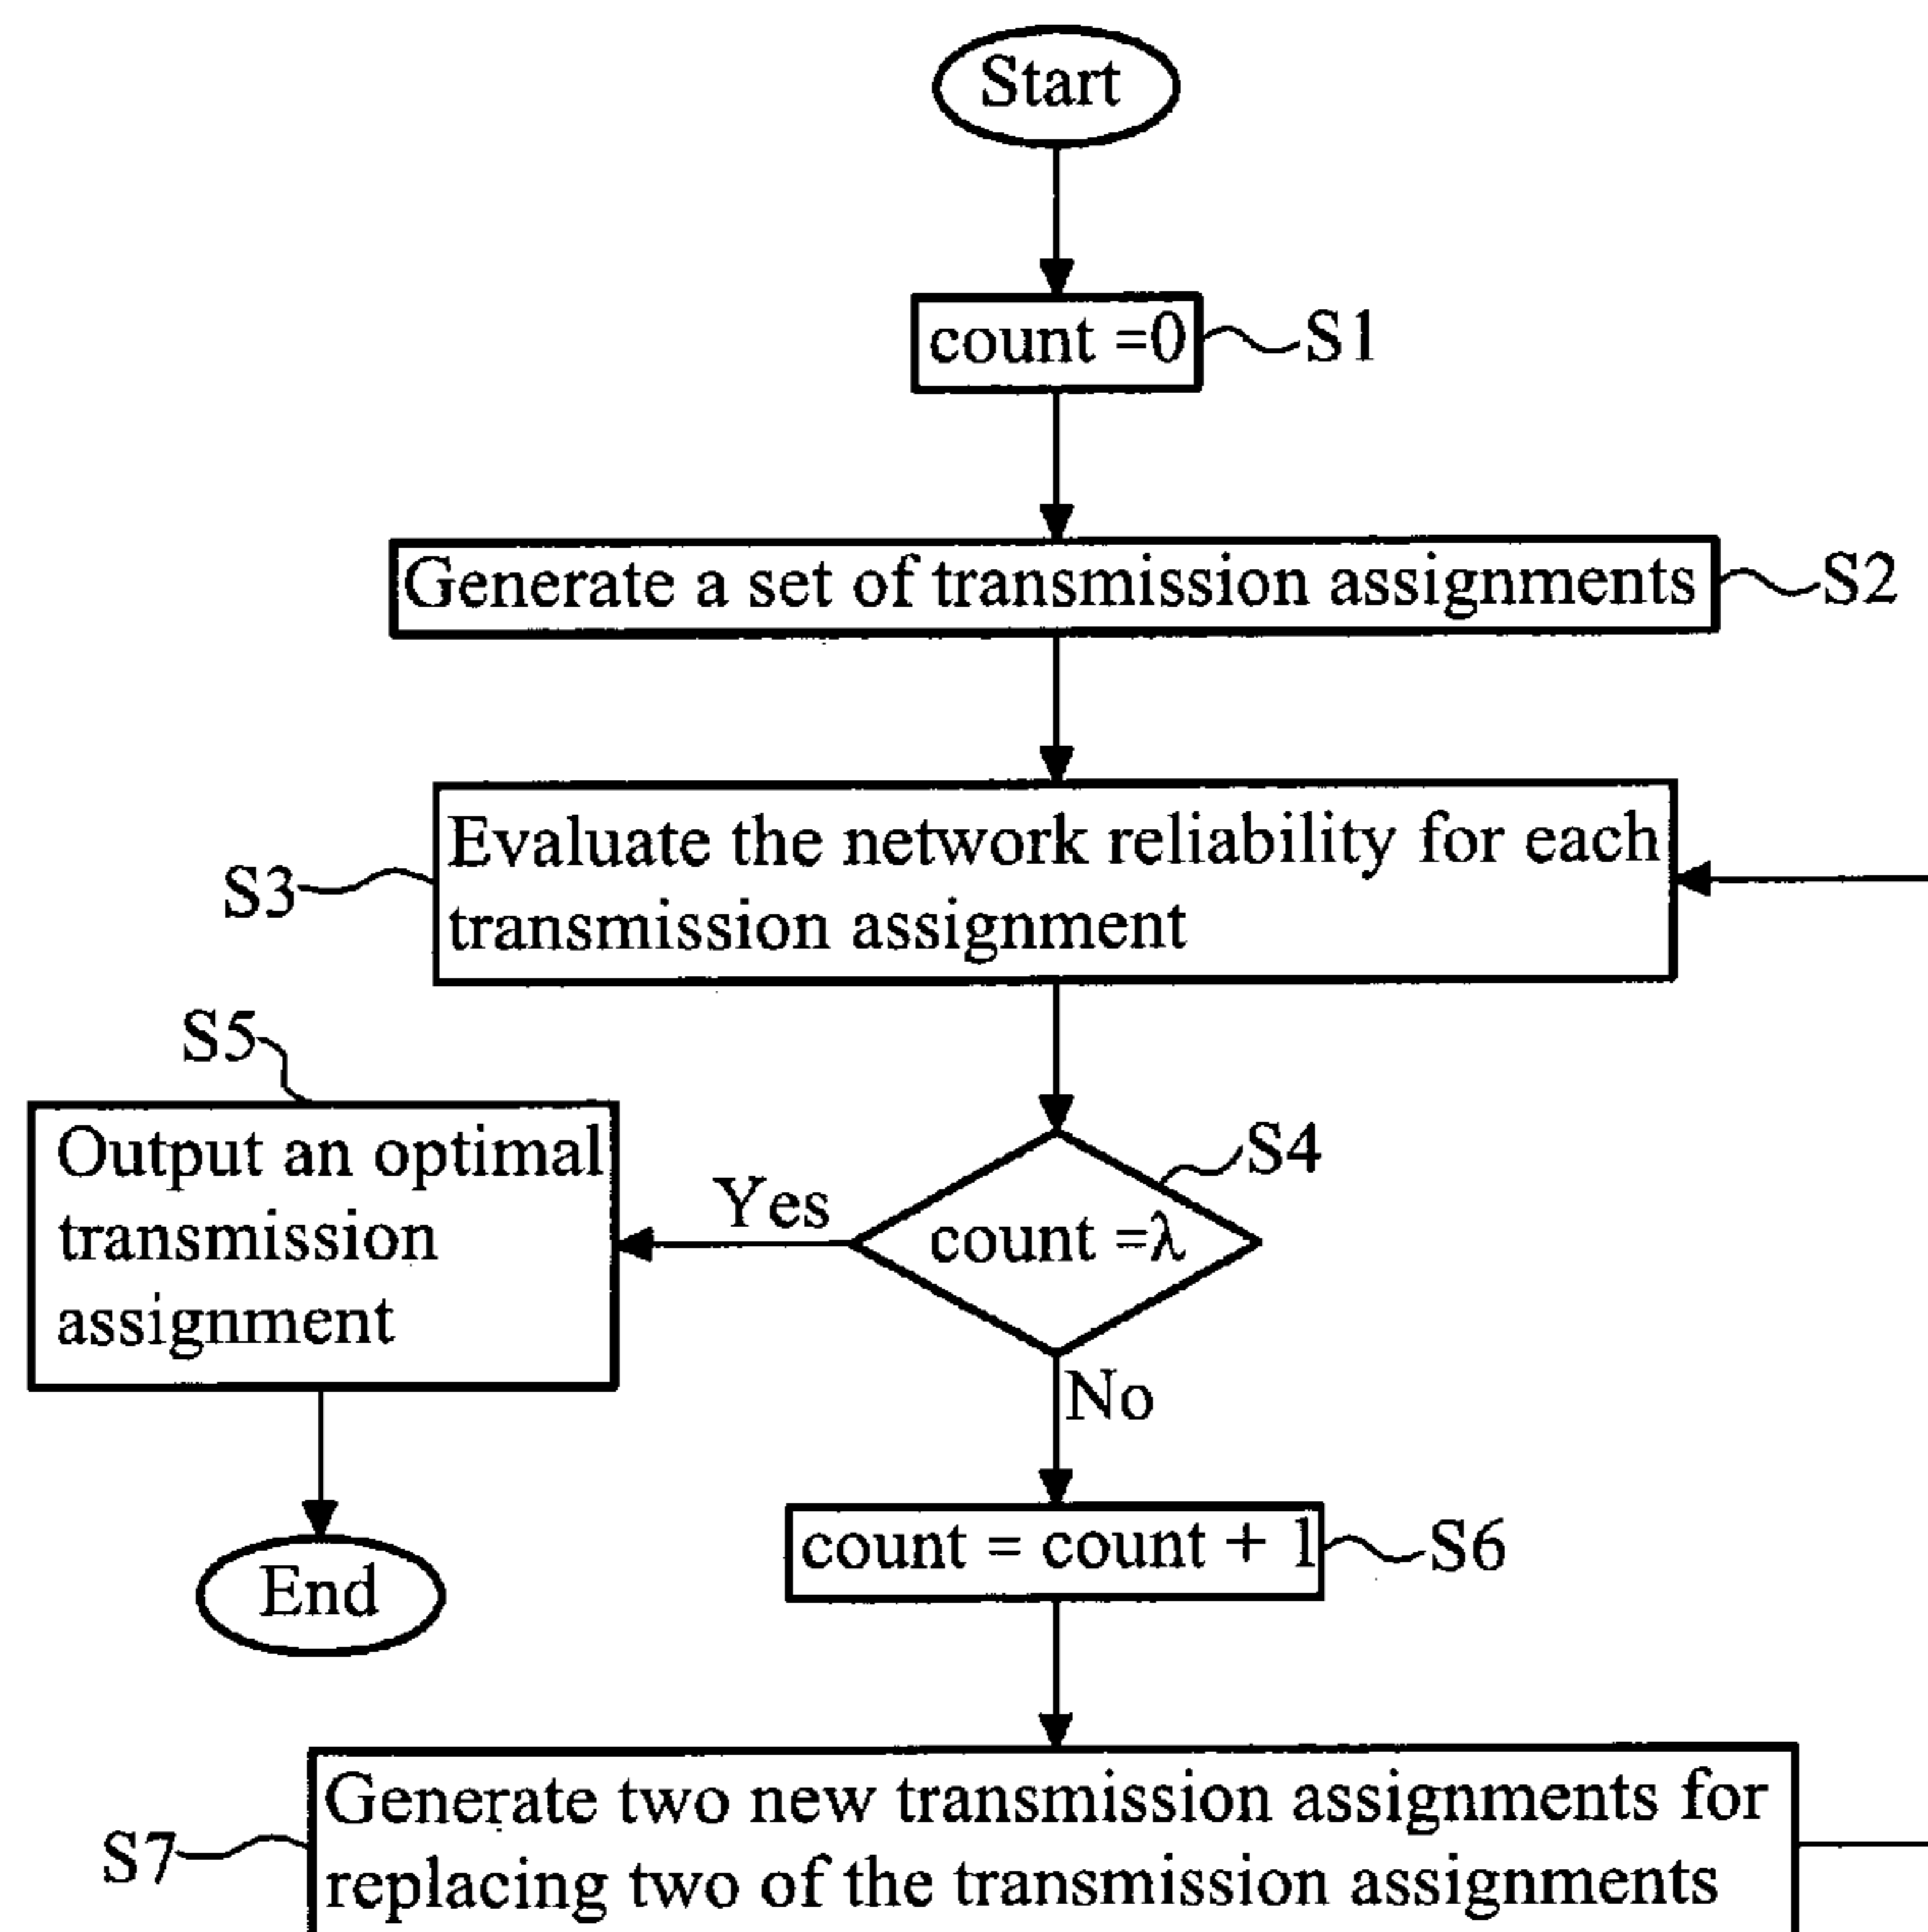 Start
count =0
S1
Generate a set of transmission assignments
S2
S3
Evaluate the network reliability for each
transmission assignment
S5
Output an optimal
transmission
assignment
Yes
count =λ
S4
No
End
count = count + 1
S6
S7
Generate two new transmission assignments for
replacing two of the transmission assignments